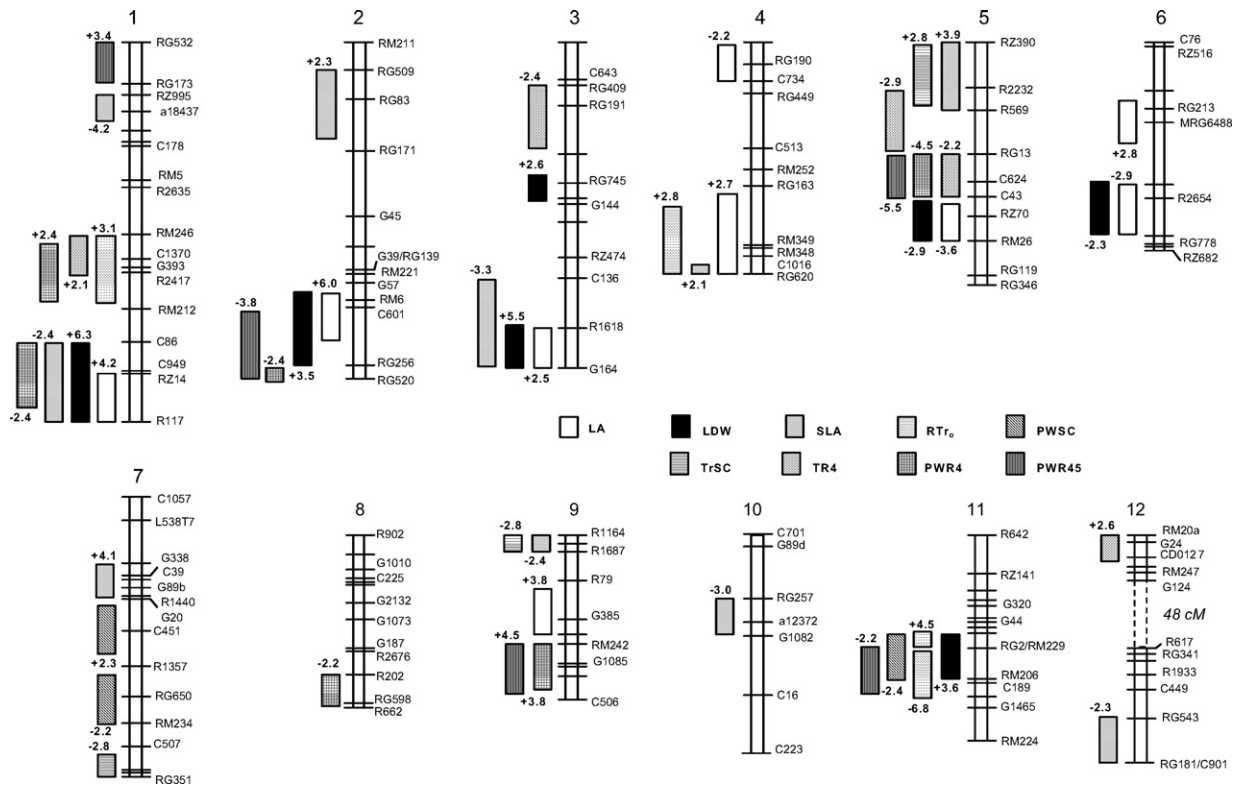 1
+3.4
RG532
RG173
RZ995
a18437
-4.2
C178
RM5
R2635
+2.4
+3.1
RM246
C1370
G393
+2.1
R2417
RM212
-2.4
+6.3
C86
+4.2
C949
RZ14
-2.4
R117
2
RM211
+2.3
RG509
RG83
RG171
G45
G39/RG139
RM221
G57
+6.0
RM6
-3.8
C601
-2.4
RG256
+3.5
RG520
3
C643
-2.4
RG409
RG191
+2.6
RG745
G144
RZ474
-3.3
C136
+5.5
R1618
+2.5
G164
4
-2.2
RG190
C734
RG449
C513
RM252
RG163
+2.8
+2.7
RM349
RM348
C1016
+2.1
RG620
5
+2.8
+3.9
RZ390
-2.9
R2232
R569
-4.5
-2.2
RG13
C624
C43
-5.5
RZ70
-2.9
-3.6
RM26
RG119
RG346
6
C76
RZ516
RG213
MRG6488
+2.8
-2.9
R2654
-2.3
RG778
RZ682
LA
LDW
SLA
RTr₀
PWSC
TrSC
TR4
PWR4
PWR45
7
C1057
L538T7
+4.1
G338
C39
G89b
R1440
G20
C451
+2.3
R1357
RG650
-2.2
RM234
-2.8
C507
RG351
8
R902
G1010
C225
G2132
G1073
G187
R2676
-2.2
R202
RG598
R662
9
-2.8
R1164
-2.4
R1687
+3.8
R79
G385
+4.5
RM242
G1085
+3.8
C506
10
C701
G89d
-3.0
RG257
a12372
G1082
C16
C223
11
R642
RZ141
G320
G44
-2.2
+4.5
RG2/RM229
-2.4
+3.6
RM206
C189
-6.8
G1465
RM224
12
+2.6
RM20a
G24
CD0127
RM247
G124
48 cM
R617
RG341
R1933
C449
-2.3
RG543
RG181/C901